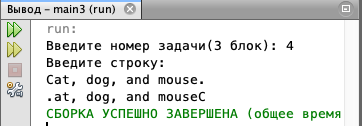 Вывод - main3 (run)
run:
Введите номер задачи(3 блок): 4
Введите строку:
Cat, dog, and mouse.
.at, dog, and mouseC
СБОРКА УСПЕШНО ЗАВЕРШЕНА (общее время